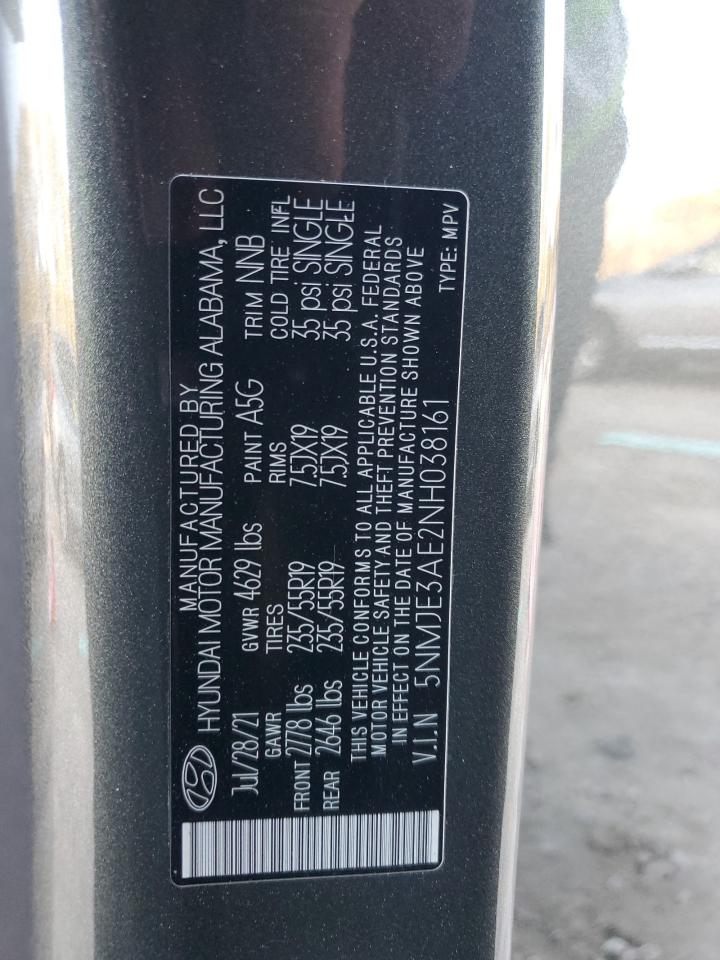 MANUFACTURED BY
HYUNDAI MOTOR MANUFACTURING ALABAMA, LLC
Jul/28/21 GVWR 4629 lbs PAINT A5G TRIM NNB
GAWR TIRES RIMS COLD TIRE INFL
FRONT 2778 lbs 235/55R19 7.5JX19 35 psi SINGLE
REAR 2646 lbs 235/55R19 7.5JX19 35 psi SINGLE
THIS VEHICLE CONFORMS TO ALL APPLICABLE U.S.A. FEDERAL
MOTOR VEHICLE SAFETY AND THEFT PREVENTION STANDARDS
IN EFFECT ON THE DATE OF MANUFACTURE SHOWN ABOVE
V.I.N 5NMJE3AE2NH038161 TYPE: MPV